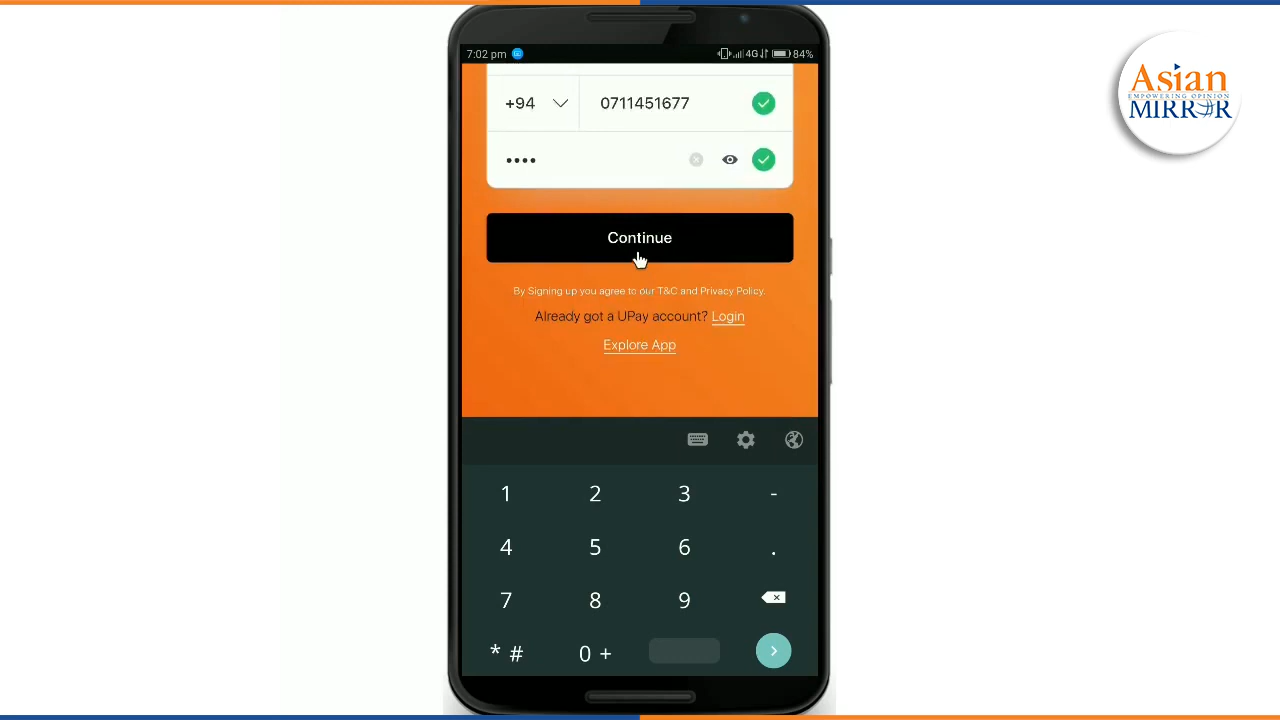 Asian
EMPOWERING OPINION
MIRROR
7:02 pm
4G 84%
+94 0711451677
••••
Continue
By Signing up you agree to our T&C and Privacy Policy.
Already got a UPay account? Login
Explore App
1 2 3 -
4 5 6 .
7 8 9
* # 0 +